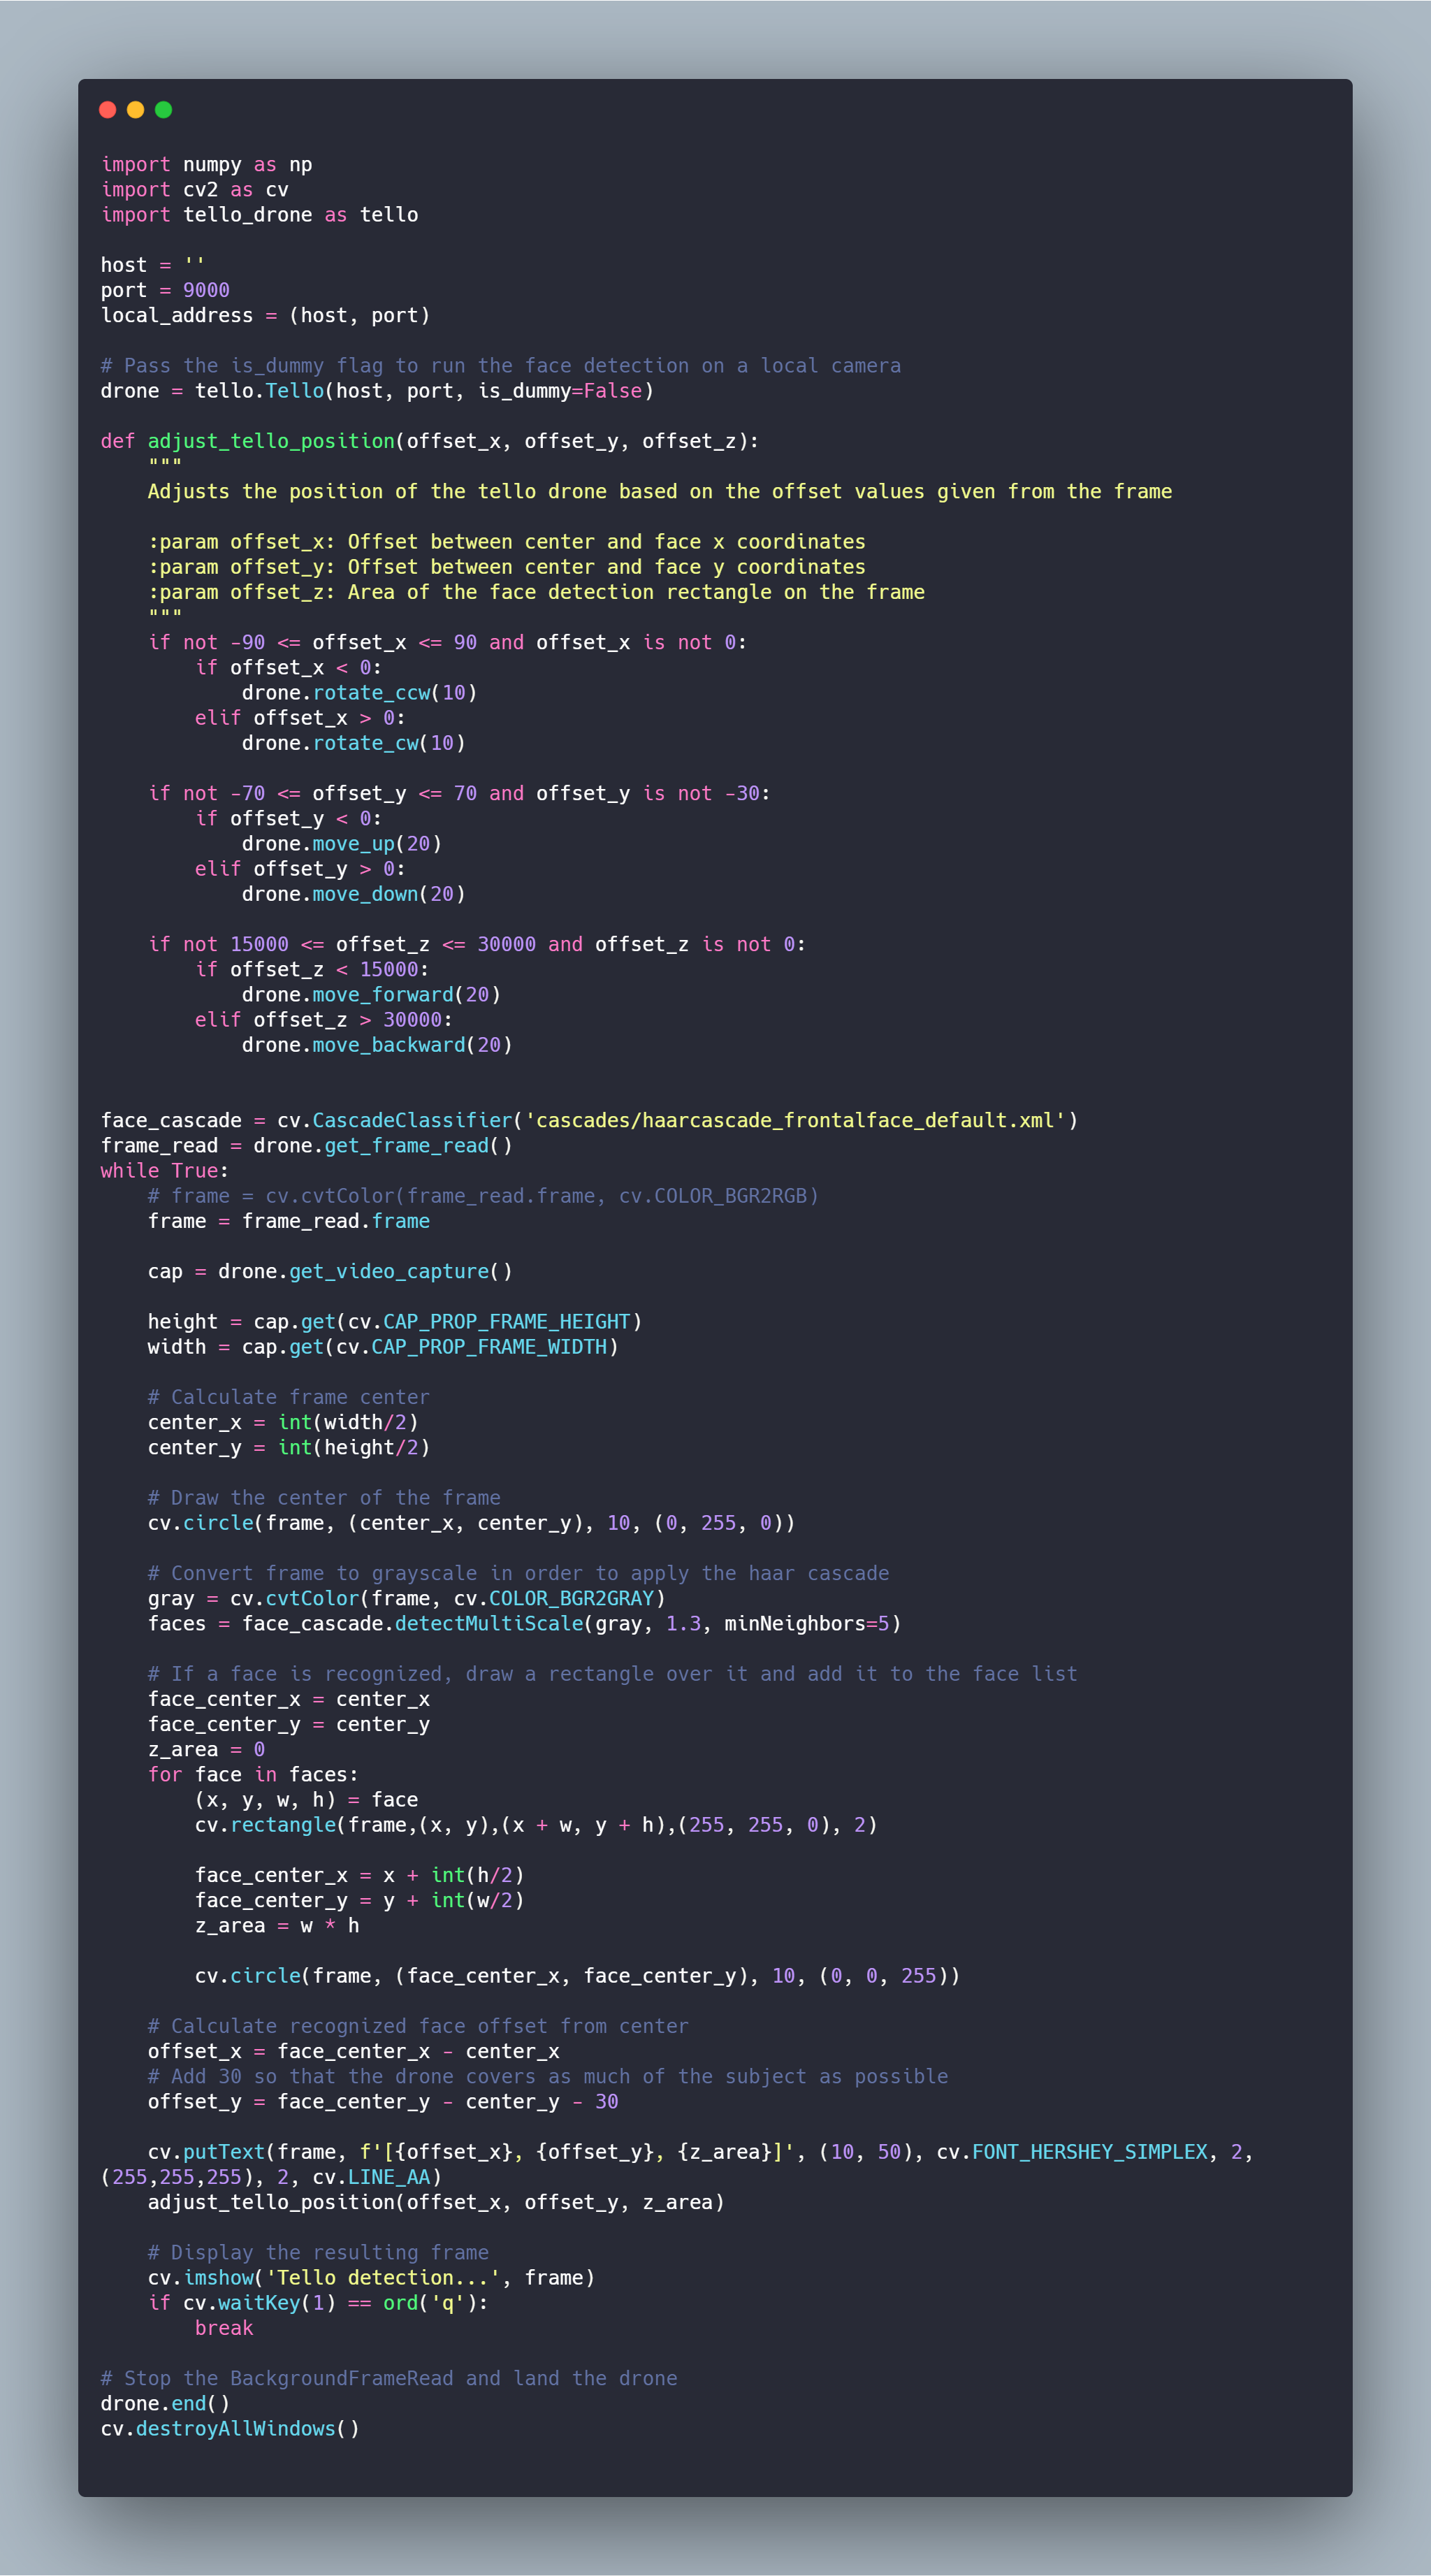 import numpy as np
import cv2 as cv
import tello_drone as tello

host = ''
port = 9000
local_address = (host, port)

# Pass the is_dummy flag to run the face detection on a local camera
drone = tello.Tello(host, port, is_dummy=False)

def adjust_tello_position(offset_x, offset_y, offset_z):
    """
    Adjusts the position of the tello drone based on the offset values given from the frame

    :param offset_x: Offset between center and face x coordinates
    :param offset_y: Offset between center and face y coordinates
    :param offset_z: Area of the face detection rectangle on the frame
    """
    if not -90 <= offset_x <= 90 and offset_x is not 0:
        if offset_x < 0:
            drone.rotate_ccw(10)
        elif offset_x > 0:
            drone.rotate_cw(10)

    if not -70 <= offset_y <= 70 and offset_y is not -30:
        if offset_y < 0:
            drone.move_up(20)
        elif offset_y > 0:
            drone.move_down(20)

    if not 15000 <= offset_z <= 30000 and offset_z is not 0:
        if offset_z < 15000:
            drone.move_forward(20)
        elif offset_z > 30000:
            drone.move_backward(20)


face_cascade = cv.CascadeClassifier('cascades/haarcascade_frontalface_default.xml')
frame_read = drone.get_frame_read()
while True:
    # frame = cv.cvtColor(frame_read.frame, cv.COLOR_BGR2RGB)
    frame = frame_read.frame

    cap = drone.get_video_capture()

    height = cap.get(cv.CAP_PROP_FRAME_HEIGHT)
    width = cap.get(cv.CAP_PROP_FRAME_WIDTH)

    # Calculate frame center
    center_x = int(width/2)
    center_y = int(height/2)

    # Draw the center of the frame
    cv.circle(frame, (center_x, center_y), 10, (0, 255, 0))

    # Convert frame to grayscale in order to apply the haar cascade
    gray = cv.cvtColor(frame, cv.COLOR_BGR2GRAY)
    faces = face_cascade.detectMultiScale(gray, 1.3, minNeighbors=5)

    # If a face is recognized, draw a rectangle over it and add it to the face list
    face_center_x = center_x
    face_center_y = center_y
    z_area = 0
    for face in faces:
        (x, y, w, h) = face
        cv.rectangle(frame,(x, y),(x + w, y + h),(255, 255, 0), 2)

        face_center_x = x + int(h/2)
        face_center_y = y + int(w/2)
        z_area = w * h

        cv.circle(frame, (face_center_x, face_center_y), 10, (0, 0, 255))

    # Calculate recognized face offset from center
    offset_x = face_center_x - center_x
    # Add 30 so that the drone covers as much of the subject as possible
    offset_y = face_center_y - center_y - 30

    cv.putText(frame, f'[{offset_x}, {offset_y}, {z_area}]', (10, 50), cv.FONT_HERSHEY_SIMPLEX, 2,
(255,255,255), 2, cv.LINE_AA)
    adjust_tello_position(offset_x, offset_y, z_area)

    # Display the resulting frame
    cv.imshow('Tello detection...', frame)
    if cv.waitKey(1) == ord('q'):
        break

# Stop the BackgroundFrameRead and land the drone
drone.end()
cv.destroyAllWindows()